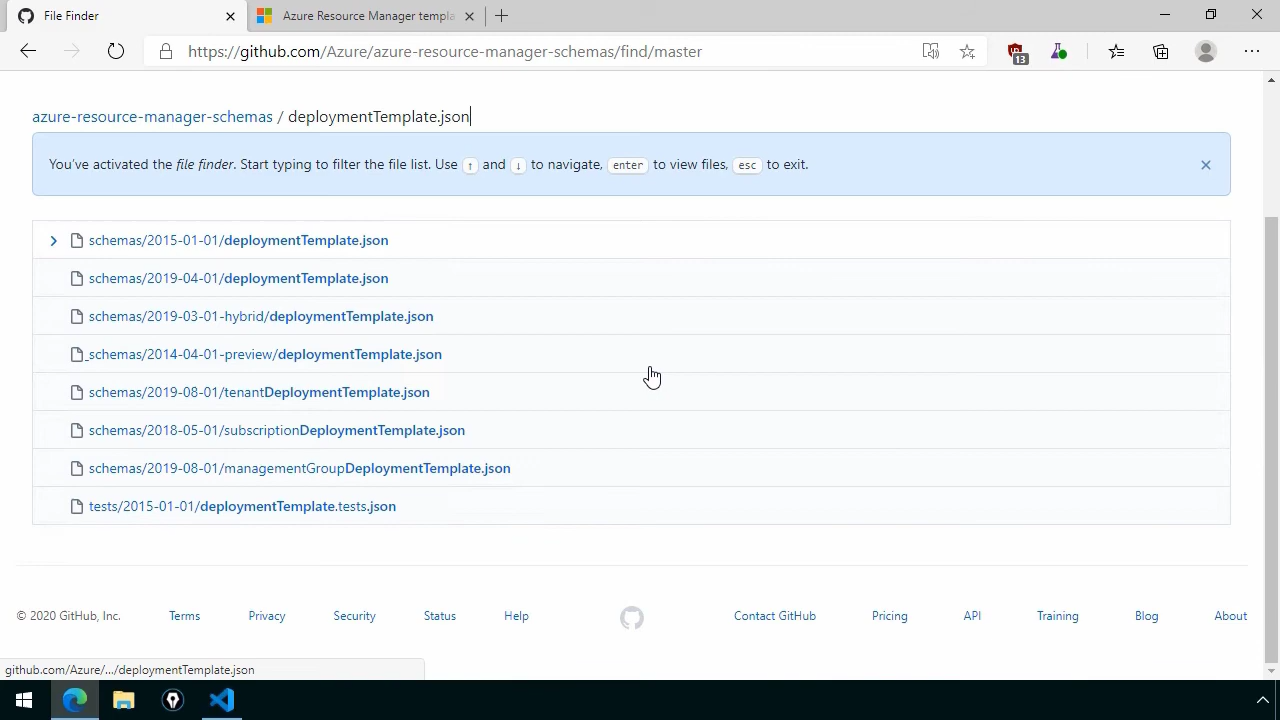 File Finder
Azure Resource Manager templa
https://github.com/Azure/azure-resource-manager-schemas/find/master
13
azure-resource-manager-schemas / deploymentTemplate.json
You've activated the file finder. Start typing to filter the file list. Use ↑ and ↓ to navigate, enter to view files, esc to exit.
schemas/2015-01-01/deploymentTemplate.json
schemas/2019-04-01/deploymentTemplate.json
schemas/2019-03-01-hybrid/deploymentTemplate.json
schemas/2014-04-01-preview/deploymentTemplate.json
schemas/2019-08-01/tenantDeploymentTemplate.json
schemas/2018-05-01/subscriptionDeploymentTemplate.json
schemas/2019-08-01/managementGroupDeploymentTemplate.json
tests/2015-01-01/deploymentTemplate.tests.json
© 2020 GitHub, Inc. Terms Privacy Security Status Help Contact GitHub Pricing API Training Blog About
github.com/Azure/.../deploymentTemplate.json